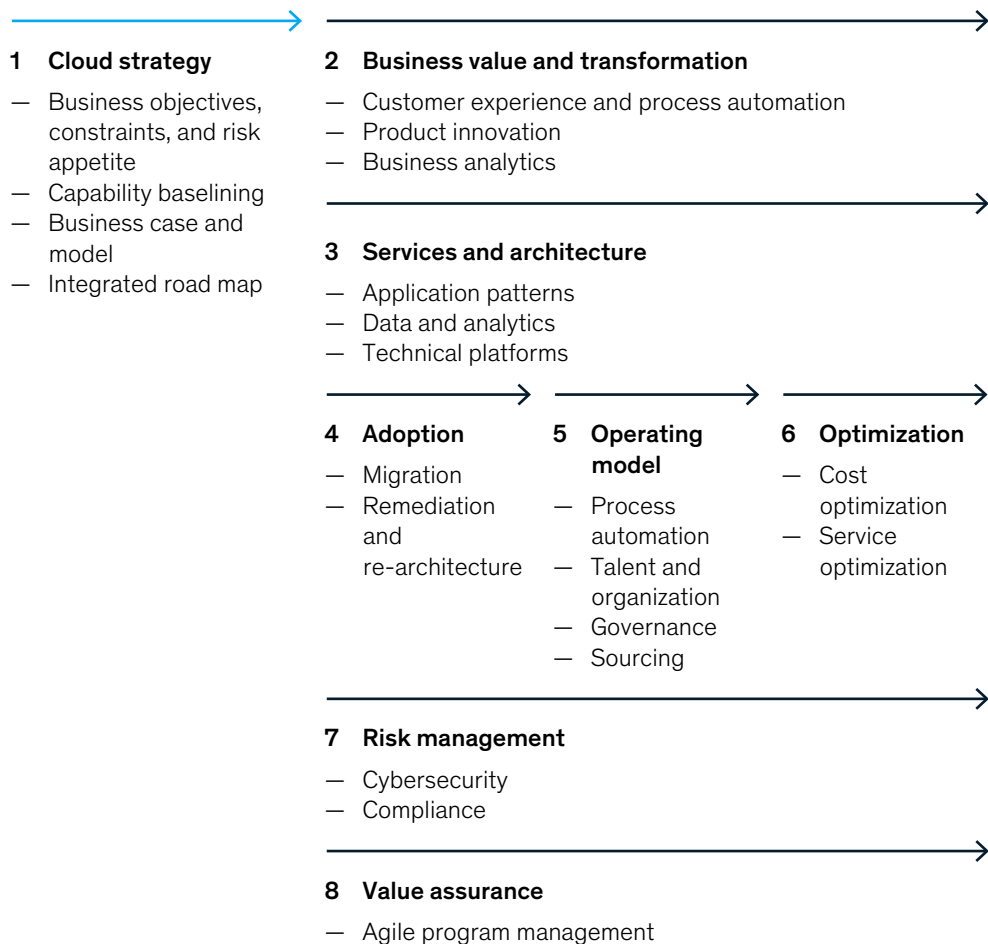 1 Cloud strategy
— Business objectives,
constraints, and risk
appetite
— Capability baselining
— Business case and
model
— Integrated road map
2 Business value and transformation
— Customer experience and process automation
— Product innovation
— Business analytics
3 Services and architecture
— Application patterns
— Data and analytics
— Technical platforms
4 Adoption
— Migration
— Remediation
and
re-architecture
5 Operating
model
— Process
automation
— Talent and
organization
— Governance
— Sourcing
6 Optimization
— Cost
optimization
— Service
optimization
7 Risk management
— Cybersecurity
— Compliance
8 Value assurance
— Agile program management